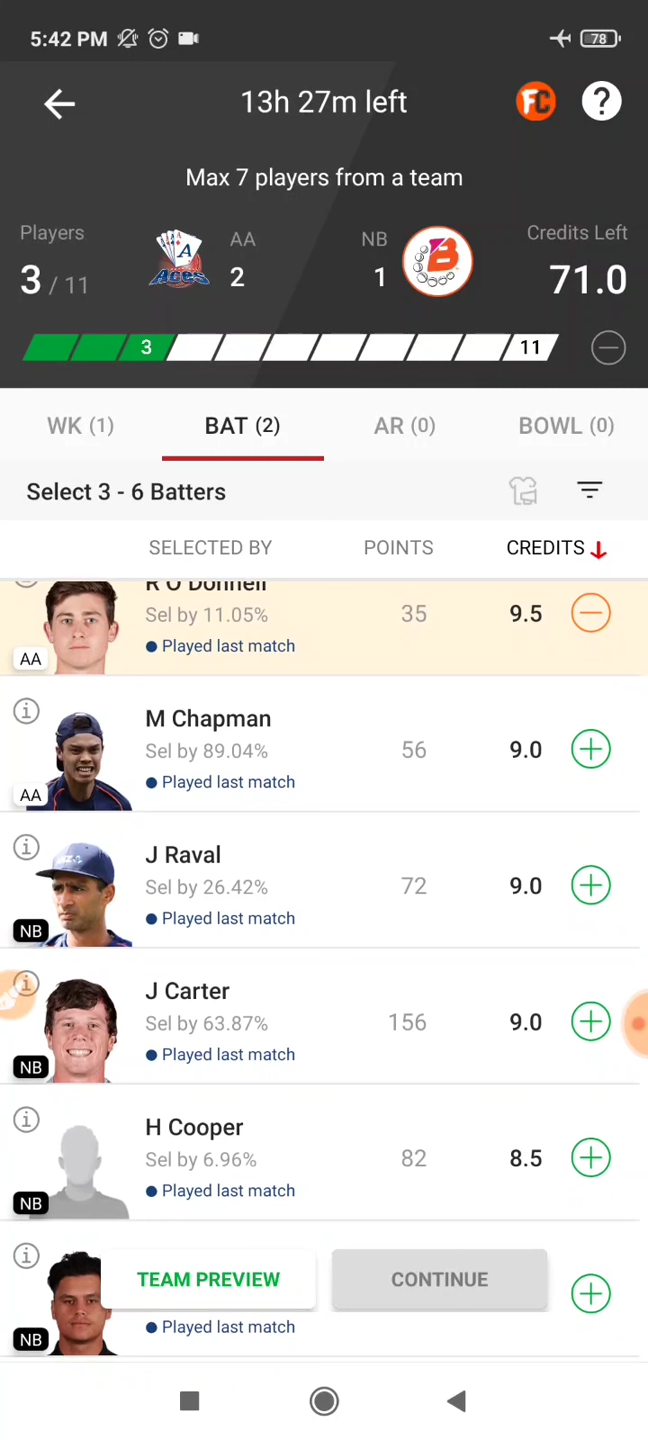 5:42 PM
78
13h 27m left
FC
?
Max 7 players from a team
Players
AA
NB
Credits Left
3 / 11
2
1
71.0
3
11
WK (1)
BAT (2)
AR (0)
BOWL (0)
Select 3 - 6 Batters
SELECTED BY
POINTS
CREDITS
R O Donnell
Sel by 11.05%
35
9.5
Played last match
AA
M Chapman
Sel by 89.04%
56
9.0
Played last match
AA
J Raval
Sel by 26.42%
72
9.0
Played last match
NB
J Carter
Sel by 63.87%
156
9.0
Played last match
NB
H Cooper
Sel by 6.96%
82
8.5
Played last match
NB
TEAM PREVIEW
CONTINUE
Played last match
NB